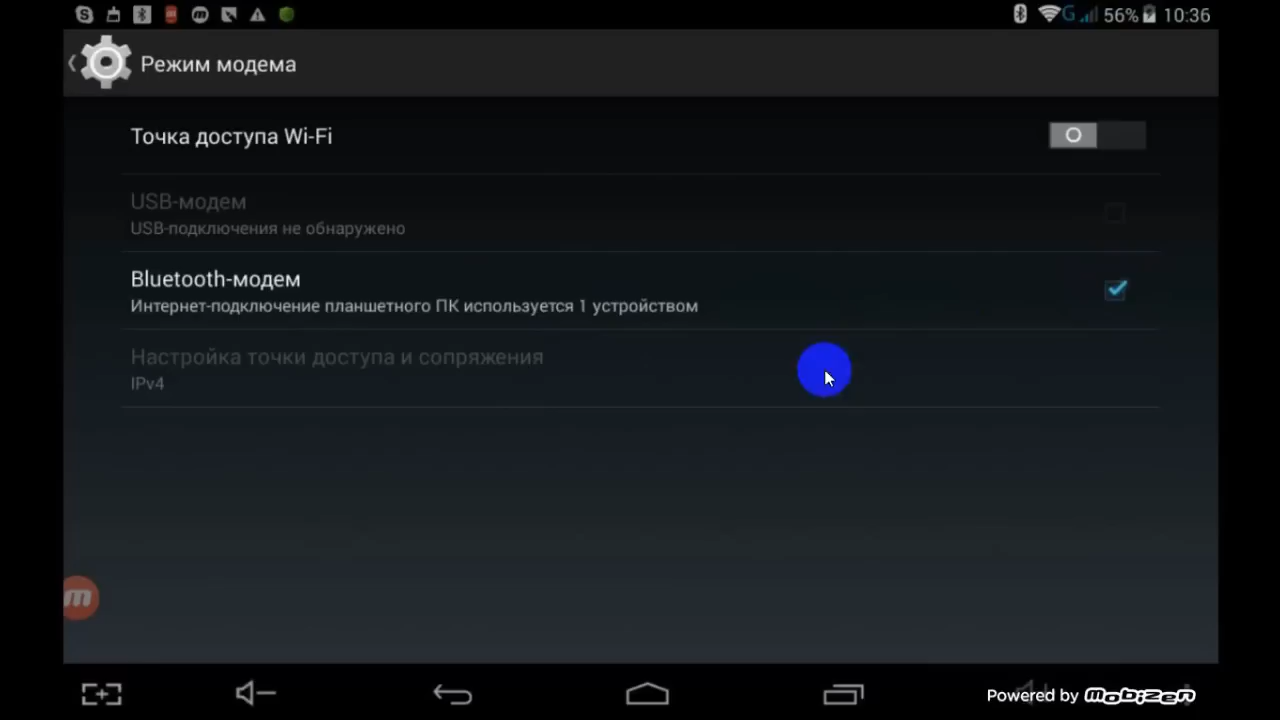 56% 10:36
Режим модема
Точка доступа Wi-Fi
USB-модем
USB-подключения не обнаружено
Bluetooth-модем
Интернет-подключение планшетного ПК используется 1 устройством
Настройка точки доступа и сопряжения
IPv4
Powered by mobizen